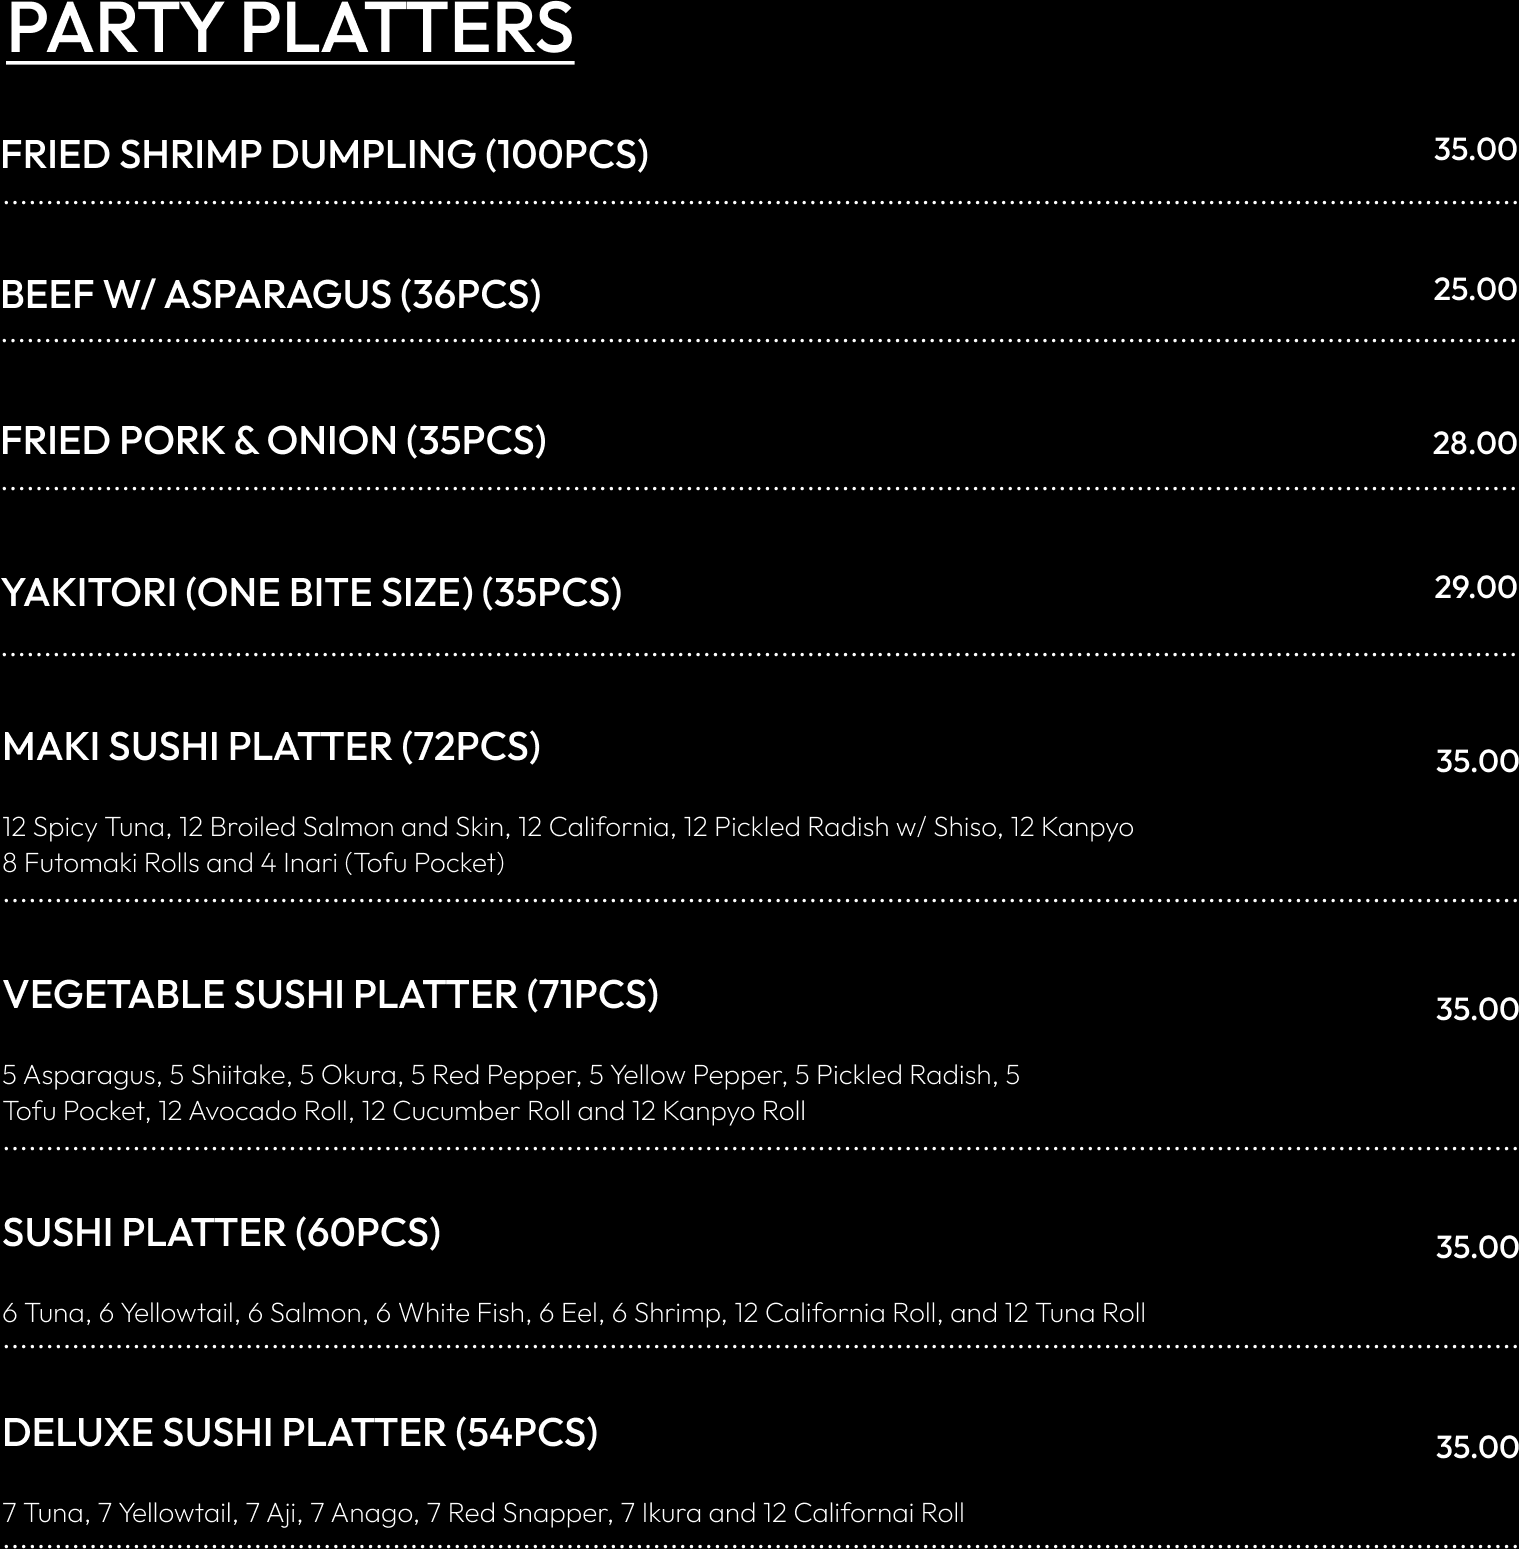 PARTY PLATTERS
FRIED SHRIMP DUMPLING (100PCS) 35.00
BEEF W/ ASPARAGUS (36PCS) 25.00
FRIED PORK & ONION (35PCS) 28.00
YAKITORI (ONE BITE SIZE) (35PCS) 29.00
MAKI SUSHI PLATTER (72PCS) 35.00
12 Spicy Tuna, 12 Broiled Salmon and Skin, 12 California, 12 Pickled Radish w/ Shiso, 12 Kanpyo
8 Futomaki Rolls and 4 Inari (Tofu Pocket)
VEGETABLE SUSHI PLATTER (71PCS) 35.00
5 Asparagus, 5 Shiitake, 5 Okura, 5 Red Pepper, 5 Yellow Pepper, 5 Pickled Radish, 5
Tofu Pocket, 12 Avocado Roll, 12 Cucumber Roll and 12 Kanpyo Roll
SUSHI PLATTER (60PCS) 35.00
6 Tuna, 6 Yellowtail, 6 Salmon, 6 White Fish, 6 Eel, 6 Shrimp, 12 California Roll, and 12 Tuna Roll
DELUXE SUSHI PLATTER (54PCS) 35.00
7 Tuna, 7 Yellowtail, 7 Aji, 7 Anago, 7 Red Snapper, 7 Ikura and 12 Californai Roll